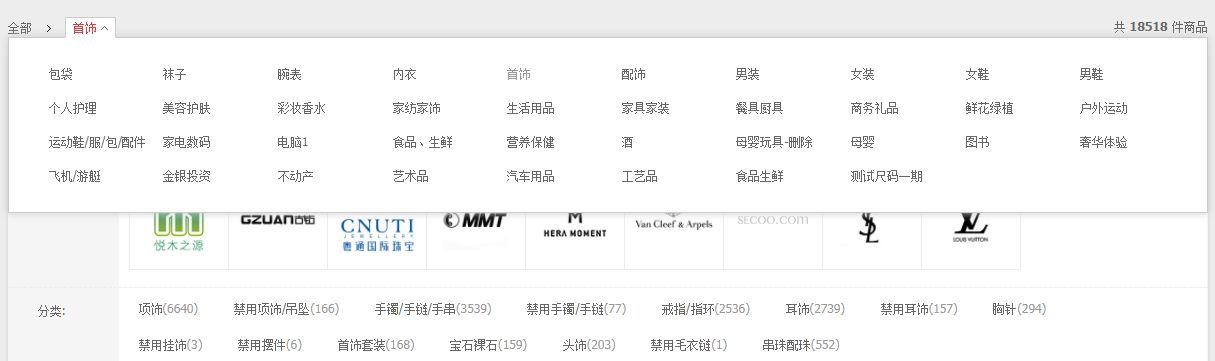 全部 > 首饰 共 18518 件商品
包袋 袜子 腕表 内衣 首饰 配饰 男装 女装 女鞋 男鞋
个人护理 美容护肤 彩妆香水 家纺家饰 生活用品 家具家装 餐具厨具 商务礼品 鲜花绿植 户外运动
运动鞋/服/包/配件 家电数码 电脑1 食品、生鲜 营养保健 酒 母婴玩具-删除 母婴 图书 奢华体验
飞机/游艇 金银投资 不动产 艺术品 汽车用品 工艺品 食品生鲜 测试尺码一期
悦木之源 GZUAN古钻 CNUTI JEWELLERY 粤通国际珠宝 MMT HERA MOMENT Van Cleef & Arpels SECOO.COM YSL LOUIS VUITTON
分类: 项饰(6640) 禁用项饰/吊坠(166) 手镯/手链/手串(3539) 禁用手镯/手链(77) 戒指/指环(2536) 耳饰(2739) 禁用耳饰(157) 胸针(294)
禁用挂饰(3) 禁用摆件(6) 首饰套装(168) 宝石裸石(159) 头饰(203) 禁用毛衣链(1) 串珠配珠(552)